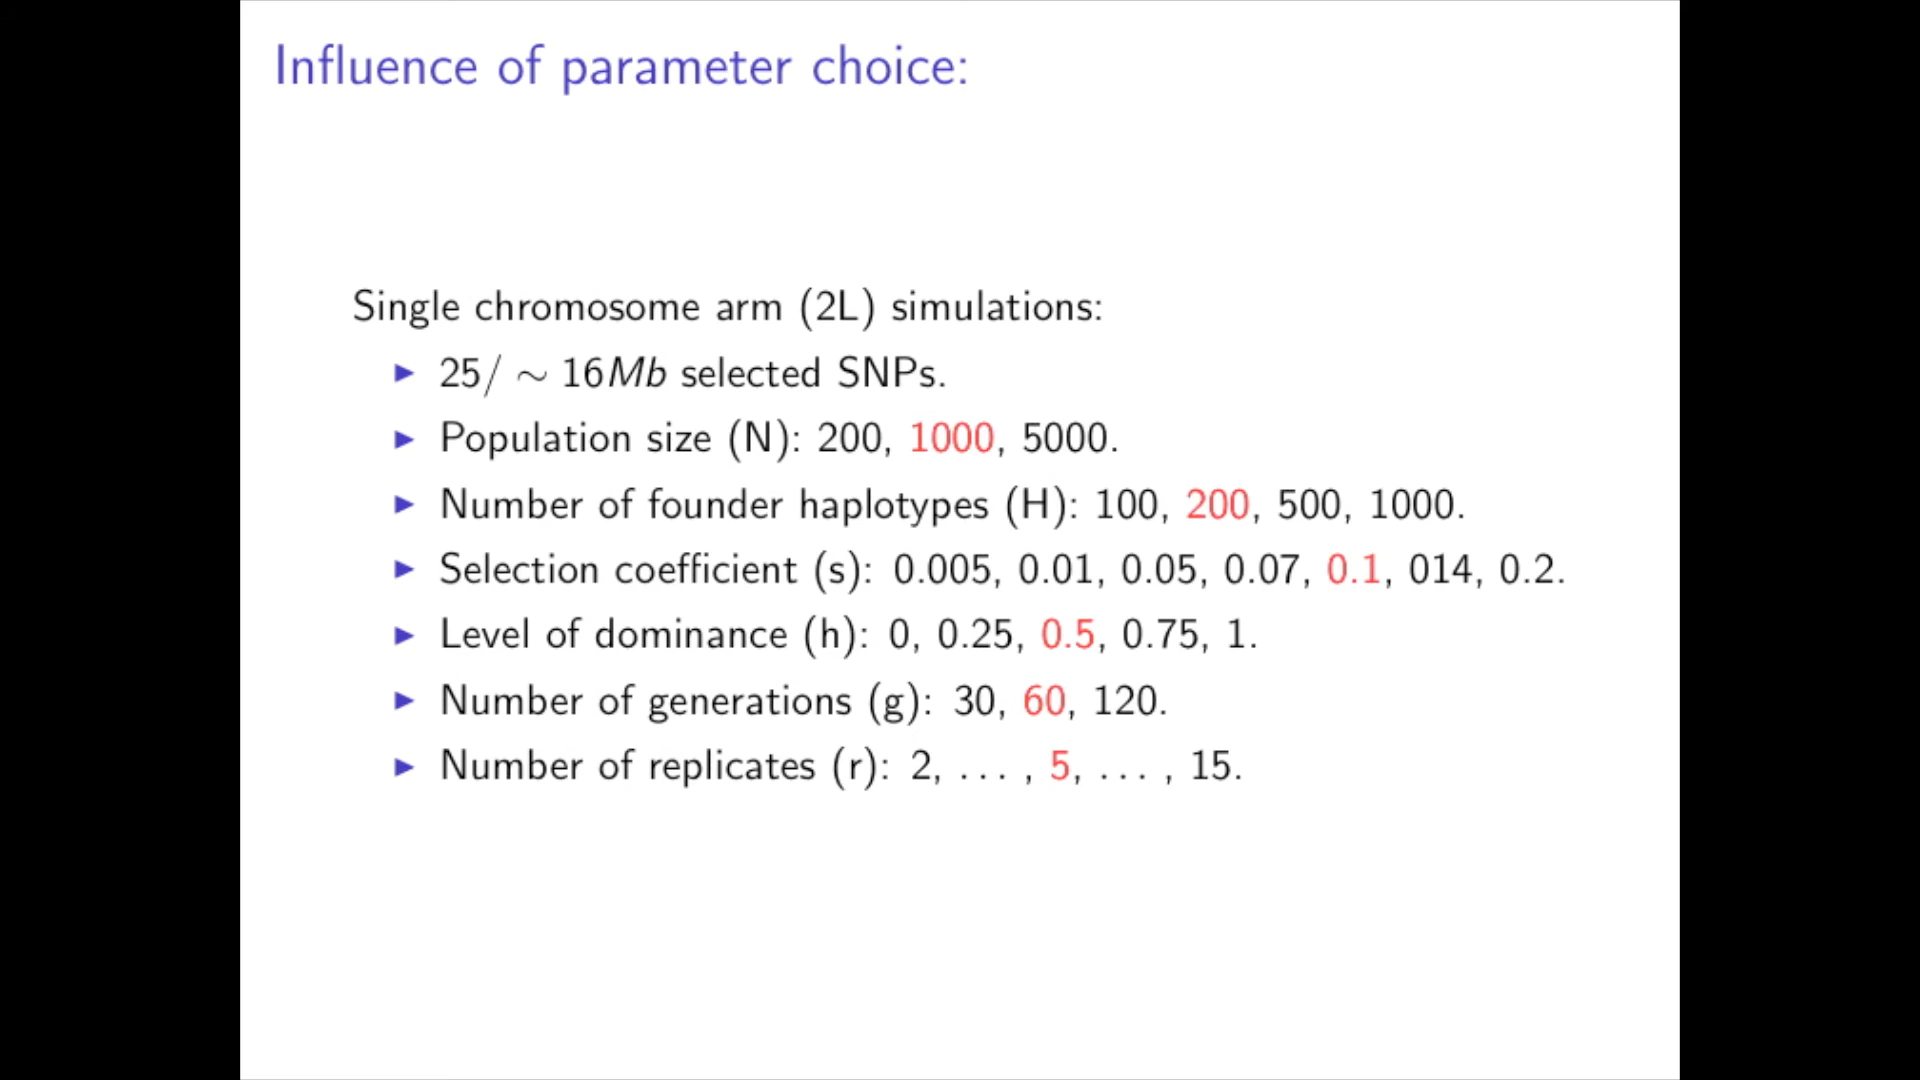 Influence of parameter choice:
Single chromosome arm (2L) simulations:
▶ 25/ ∼ 16Mb selected SNPs.
▶ Population size (N): 200, 1000, 5000.
▶ Number of founder haplotypes (H): 100, 200, 500, 1000.
▶ Selection coefficient (s): 0.005, 0.01, 0.05, 0.07, 0.1, 014, 0.2.
▶ Level of dominance (h): 0, 0.25, 0.5, 0.75, 1.
▶ Number of generations (g): 30, 60, 120.
▶ Number of replicates (r): 2, . . . , 5, . . . , 15.